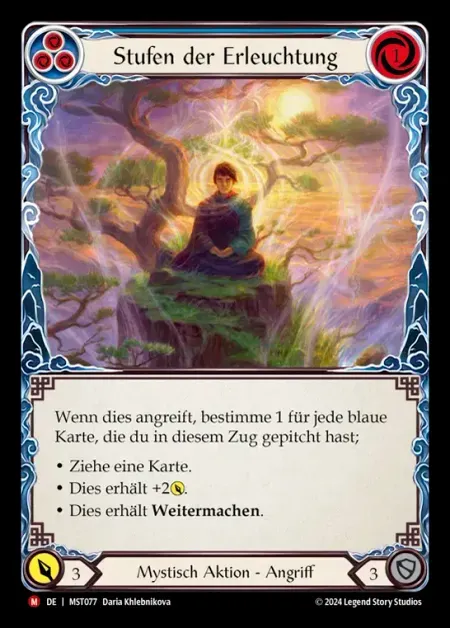 Stufen der Erleuchtung
1
Wenn dies angreift, bestimme 1 für jede blaue
Karte, die du in diesem Zug gepitcht hast;
• Ziehe eine Karte.
• Dies erhält +2.
• Dies erhält Weitermachen.
3
Mystisch Aktion - Angriff
3
M DE | MST077 Daria Khlebnikova
© 2024 Legend Story Studios